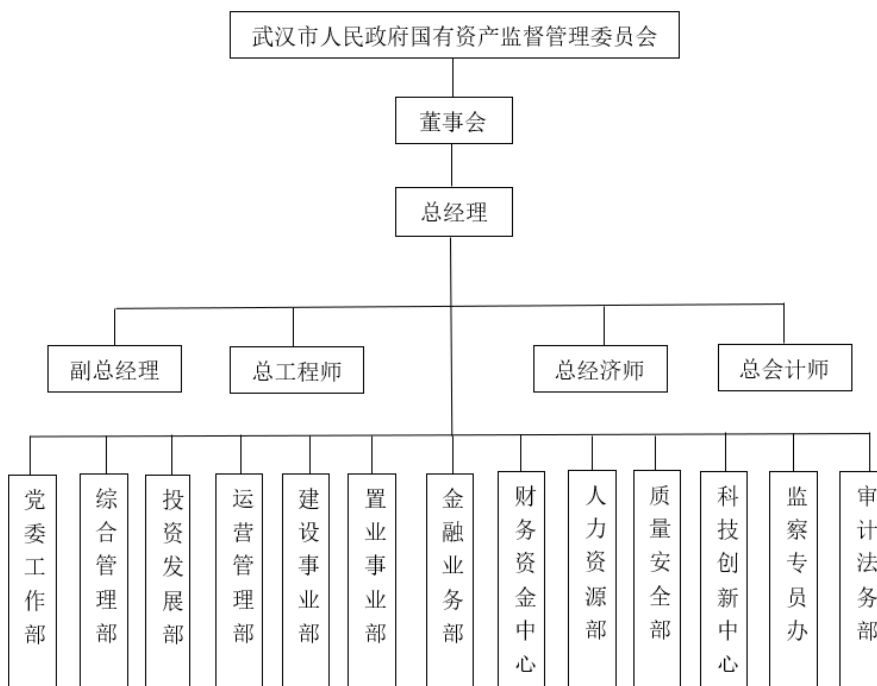 武汉市人民政府国有资产监督管理委员会
董事会
总经理
副总经理
总工程师
总经济师
总会计师
党委工作部
综合管理部
投资发展部
运营管理部
建设事业部
置业事业部
金融业务部
财务资金中心
人力资源部
质量安全部
科技创新中心
监察专员办
审计法务部